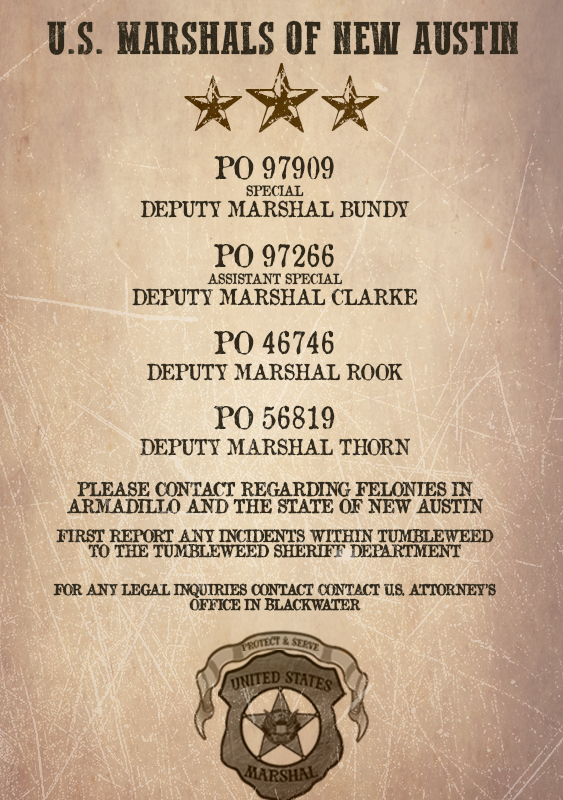 U.S. MARSHALS OF NEW AUSTIN
PO 97909
SPECIAL
DEPUTY MARSHAL BUNDY
PO 97266
ASSISTANT SPECIAL
DEPUTY MARSHAL CLARKE
PO 46746
DEPUTY MARSHAL ROOK
PO 56819
DEPUTY MARSHAL THORN
PLEASE CONTACT REGARDING FELONIES IN
ARMADILLO AND THE STATE OF NEW AUSTIN
FIRST REPORT ANY INCIDENTS WITHIN TUMBLEWEED
TO THE TUMBLEWEED SHERIFF DEPARTMENT
FOR ANY LEGAL INQUIRIES CONTACT CONTACT U.S. ATTORNEY'S
OFFICE IN BLACKWATER
PROTECT & SERVE
UNITED STATES
MARSHAL